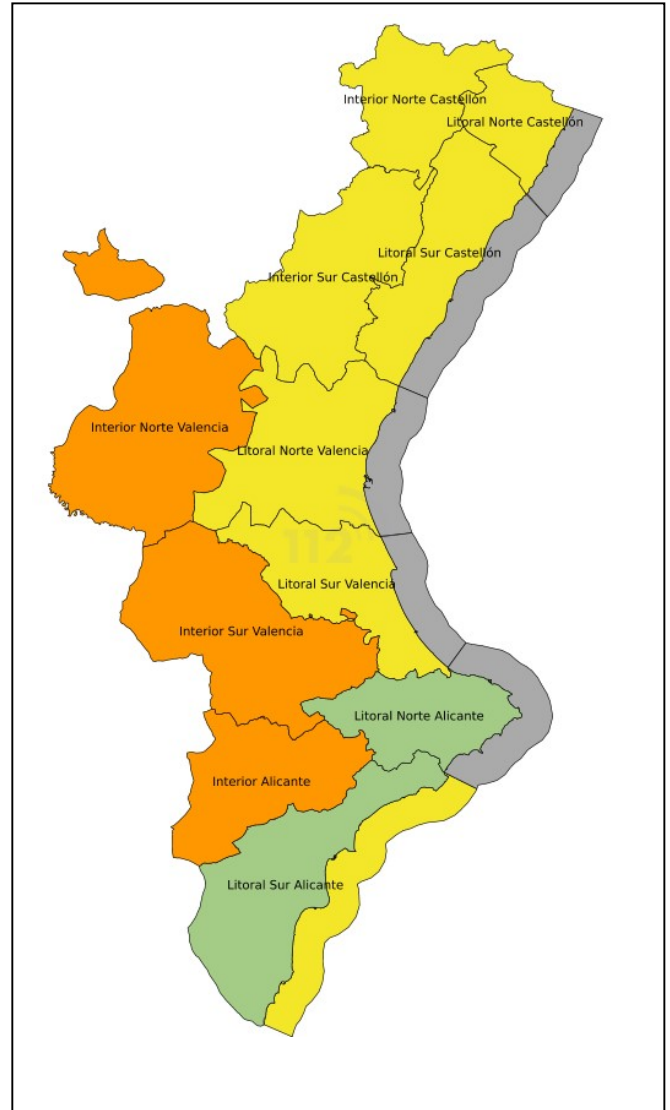 Interior Norte Castellón
Litoral Norte Castellón
Litoral Sur Castellón
Interior Sur Castellón
Interior Norte Valencia
Litoral Norte Valencia
112
Litoral Sur Valencia
Interior Sur Valencia
Litoral Norte Alicante
Interior Alicante
Litoral Sur Alicante